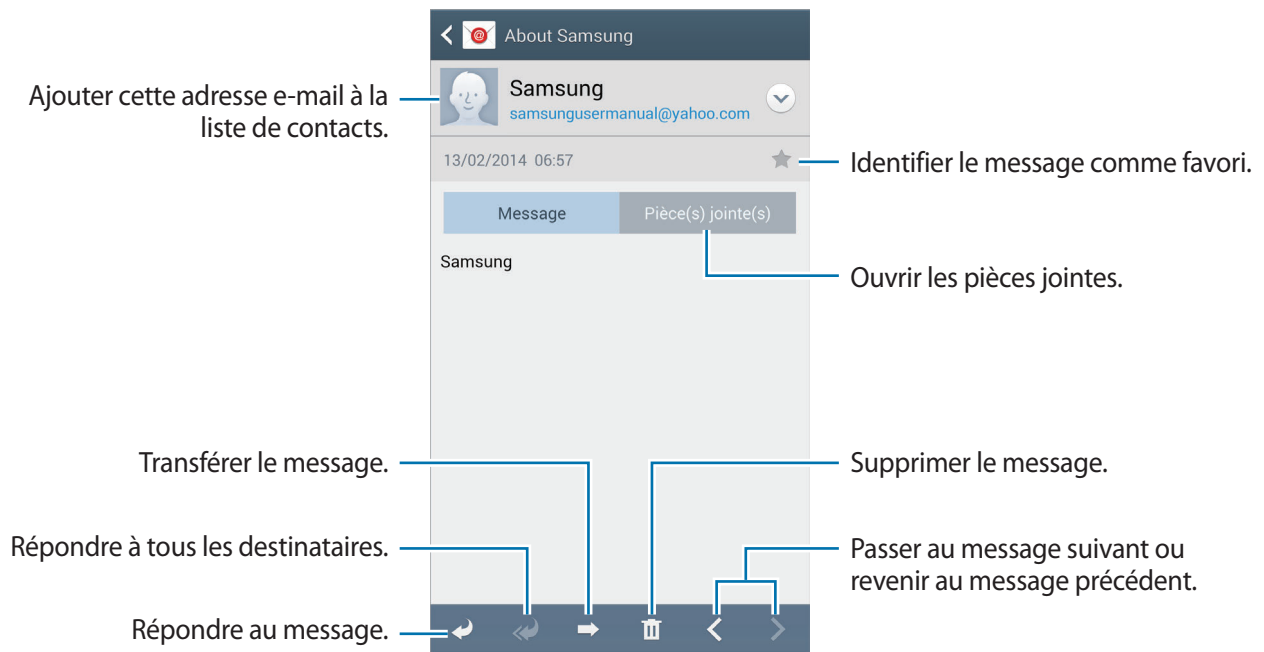 About Samsung
Samsung
samsungusermanual@yahoo.com
Ajouter cette adresse e-mail à la
liste de contacts.
13/02/2014 06:57
Identifier le message comme favori.
Message
Pièce(s) jointe(s)
Samsung
Ouvrir les pièces jointes.
Transférer le message.
Supprimer le message.
Répondre à tous les destinataires.
Passer au message suivant ou
revenir au message précédent.
Répondre au message.